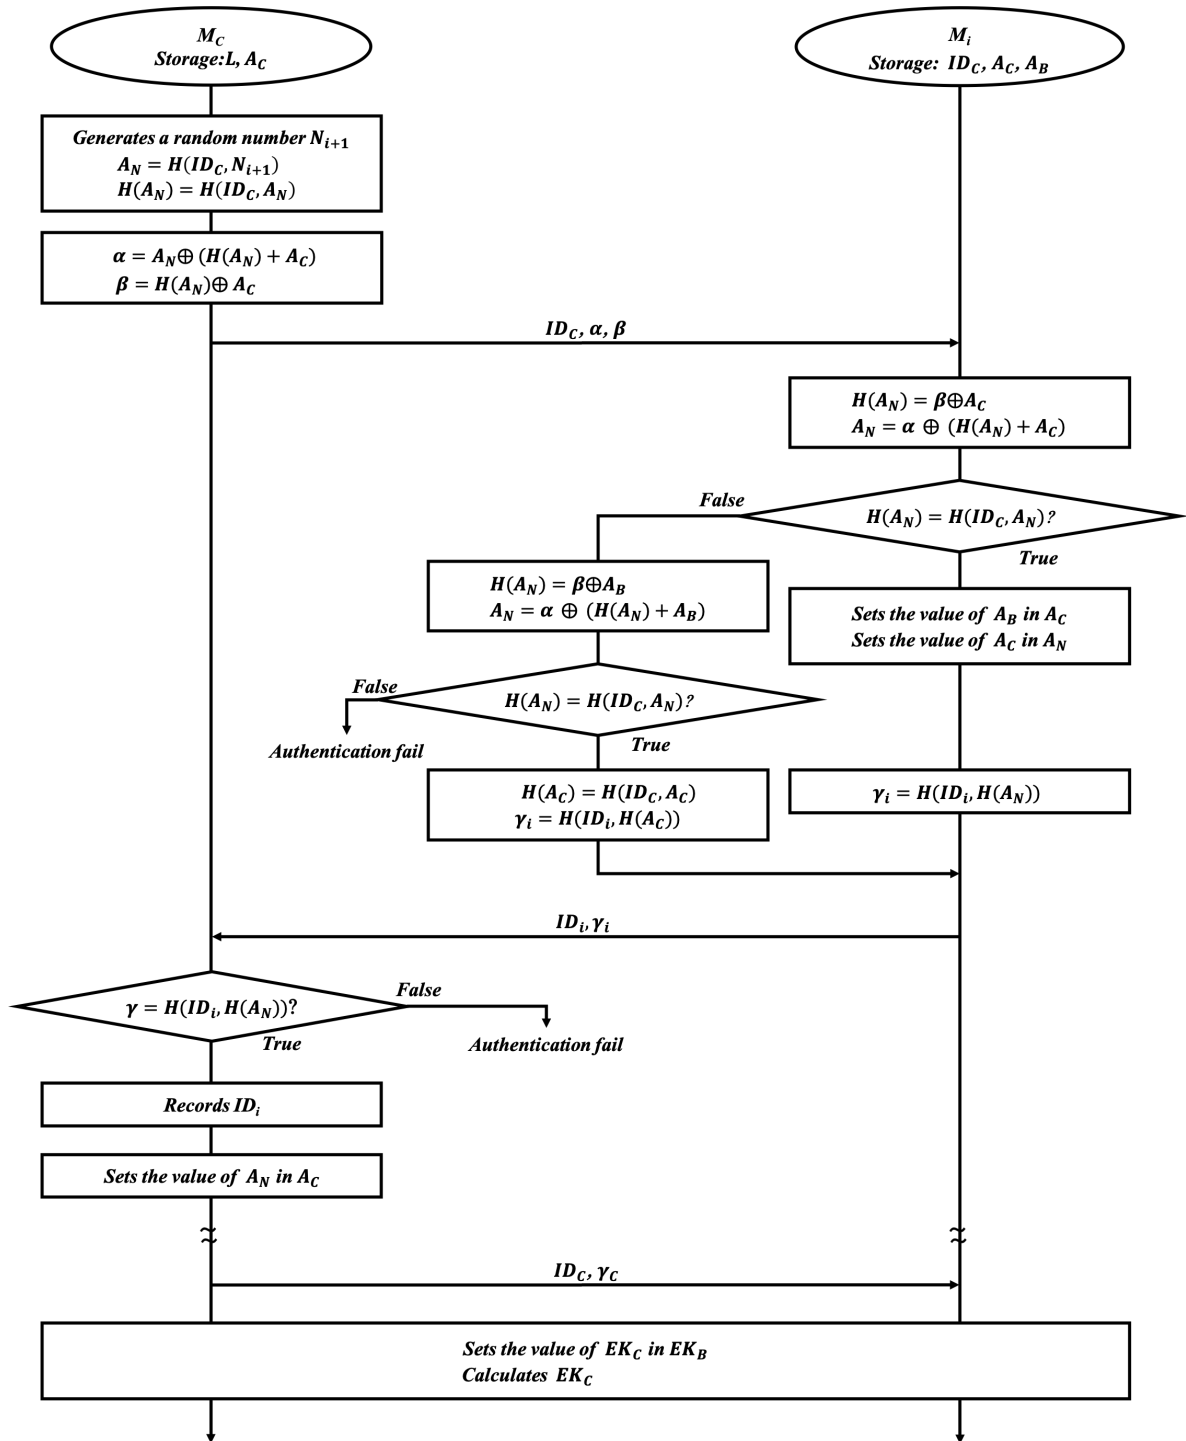 M_C
Storage:L, A_C
M_i
Storage: ID_C, A_C, A_B
Generates a random number N_{i+1}
A_N = H(ID_C, N_{i+1})
H(A_N) = H(ID_C, A_N)
α = A_N⊕ (H(A_N) + A_C)
β = H(A_N)⊕ A_C
ID_C, α, β
H(A_N) = β⊕A_C
A_N = α ⊕ (H(A_N) + A_C)
H(A_N) = H(ID_C, A_N)?
False
True
H(A_N) = β⊕A_B
A_N = α ⊕ (H(A_N) + A_B)
Sets the value of A_B in A_C
Sets the value of A_C in A_N
H(A_N) = H(ID_C, A_N)?
False
Authentication fail
True
H(A_C) = H(ID_C, A_C)
γ_i = H(ID_i, H(A_C))
γ_i = H(ID_i, H(A_N))
ID_i, γ_i
γ = H(ID_i, H(A_N))?
False
Authentication fail
True
Records ID_i
Sets the value of A_N in A_C
ID_C, γ_C
Sets the value of EK_C in EK_B
Calculates EK_C